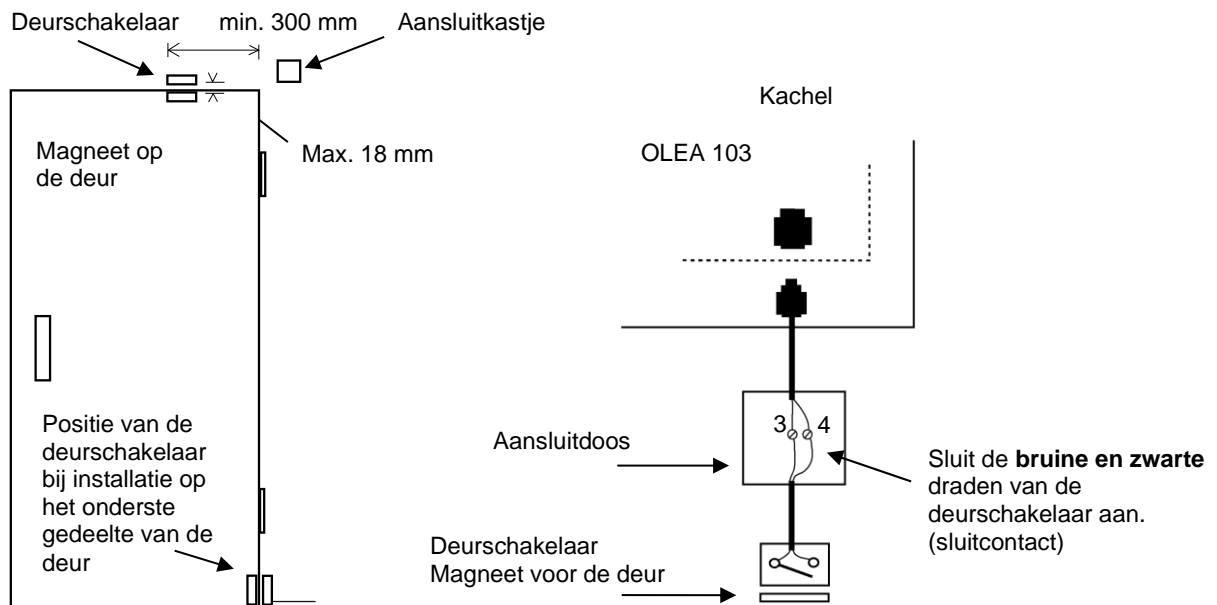 Deurschakelaar
min. 300 mm
Aansluitkastje
Magneet op
de deur
Max. 18 mm
Positie van de
deurschakelaar
bij installatie op
het onderste
gedeelte van de
deur
Kachel
OLEA 103
Aansluitdoos
3 4
Sluit de bruine en zwarte
draden van de
deurschakelaar aan.
(sluitcontact)
Deurschakelaar
Magneet voor de deur